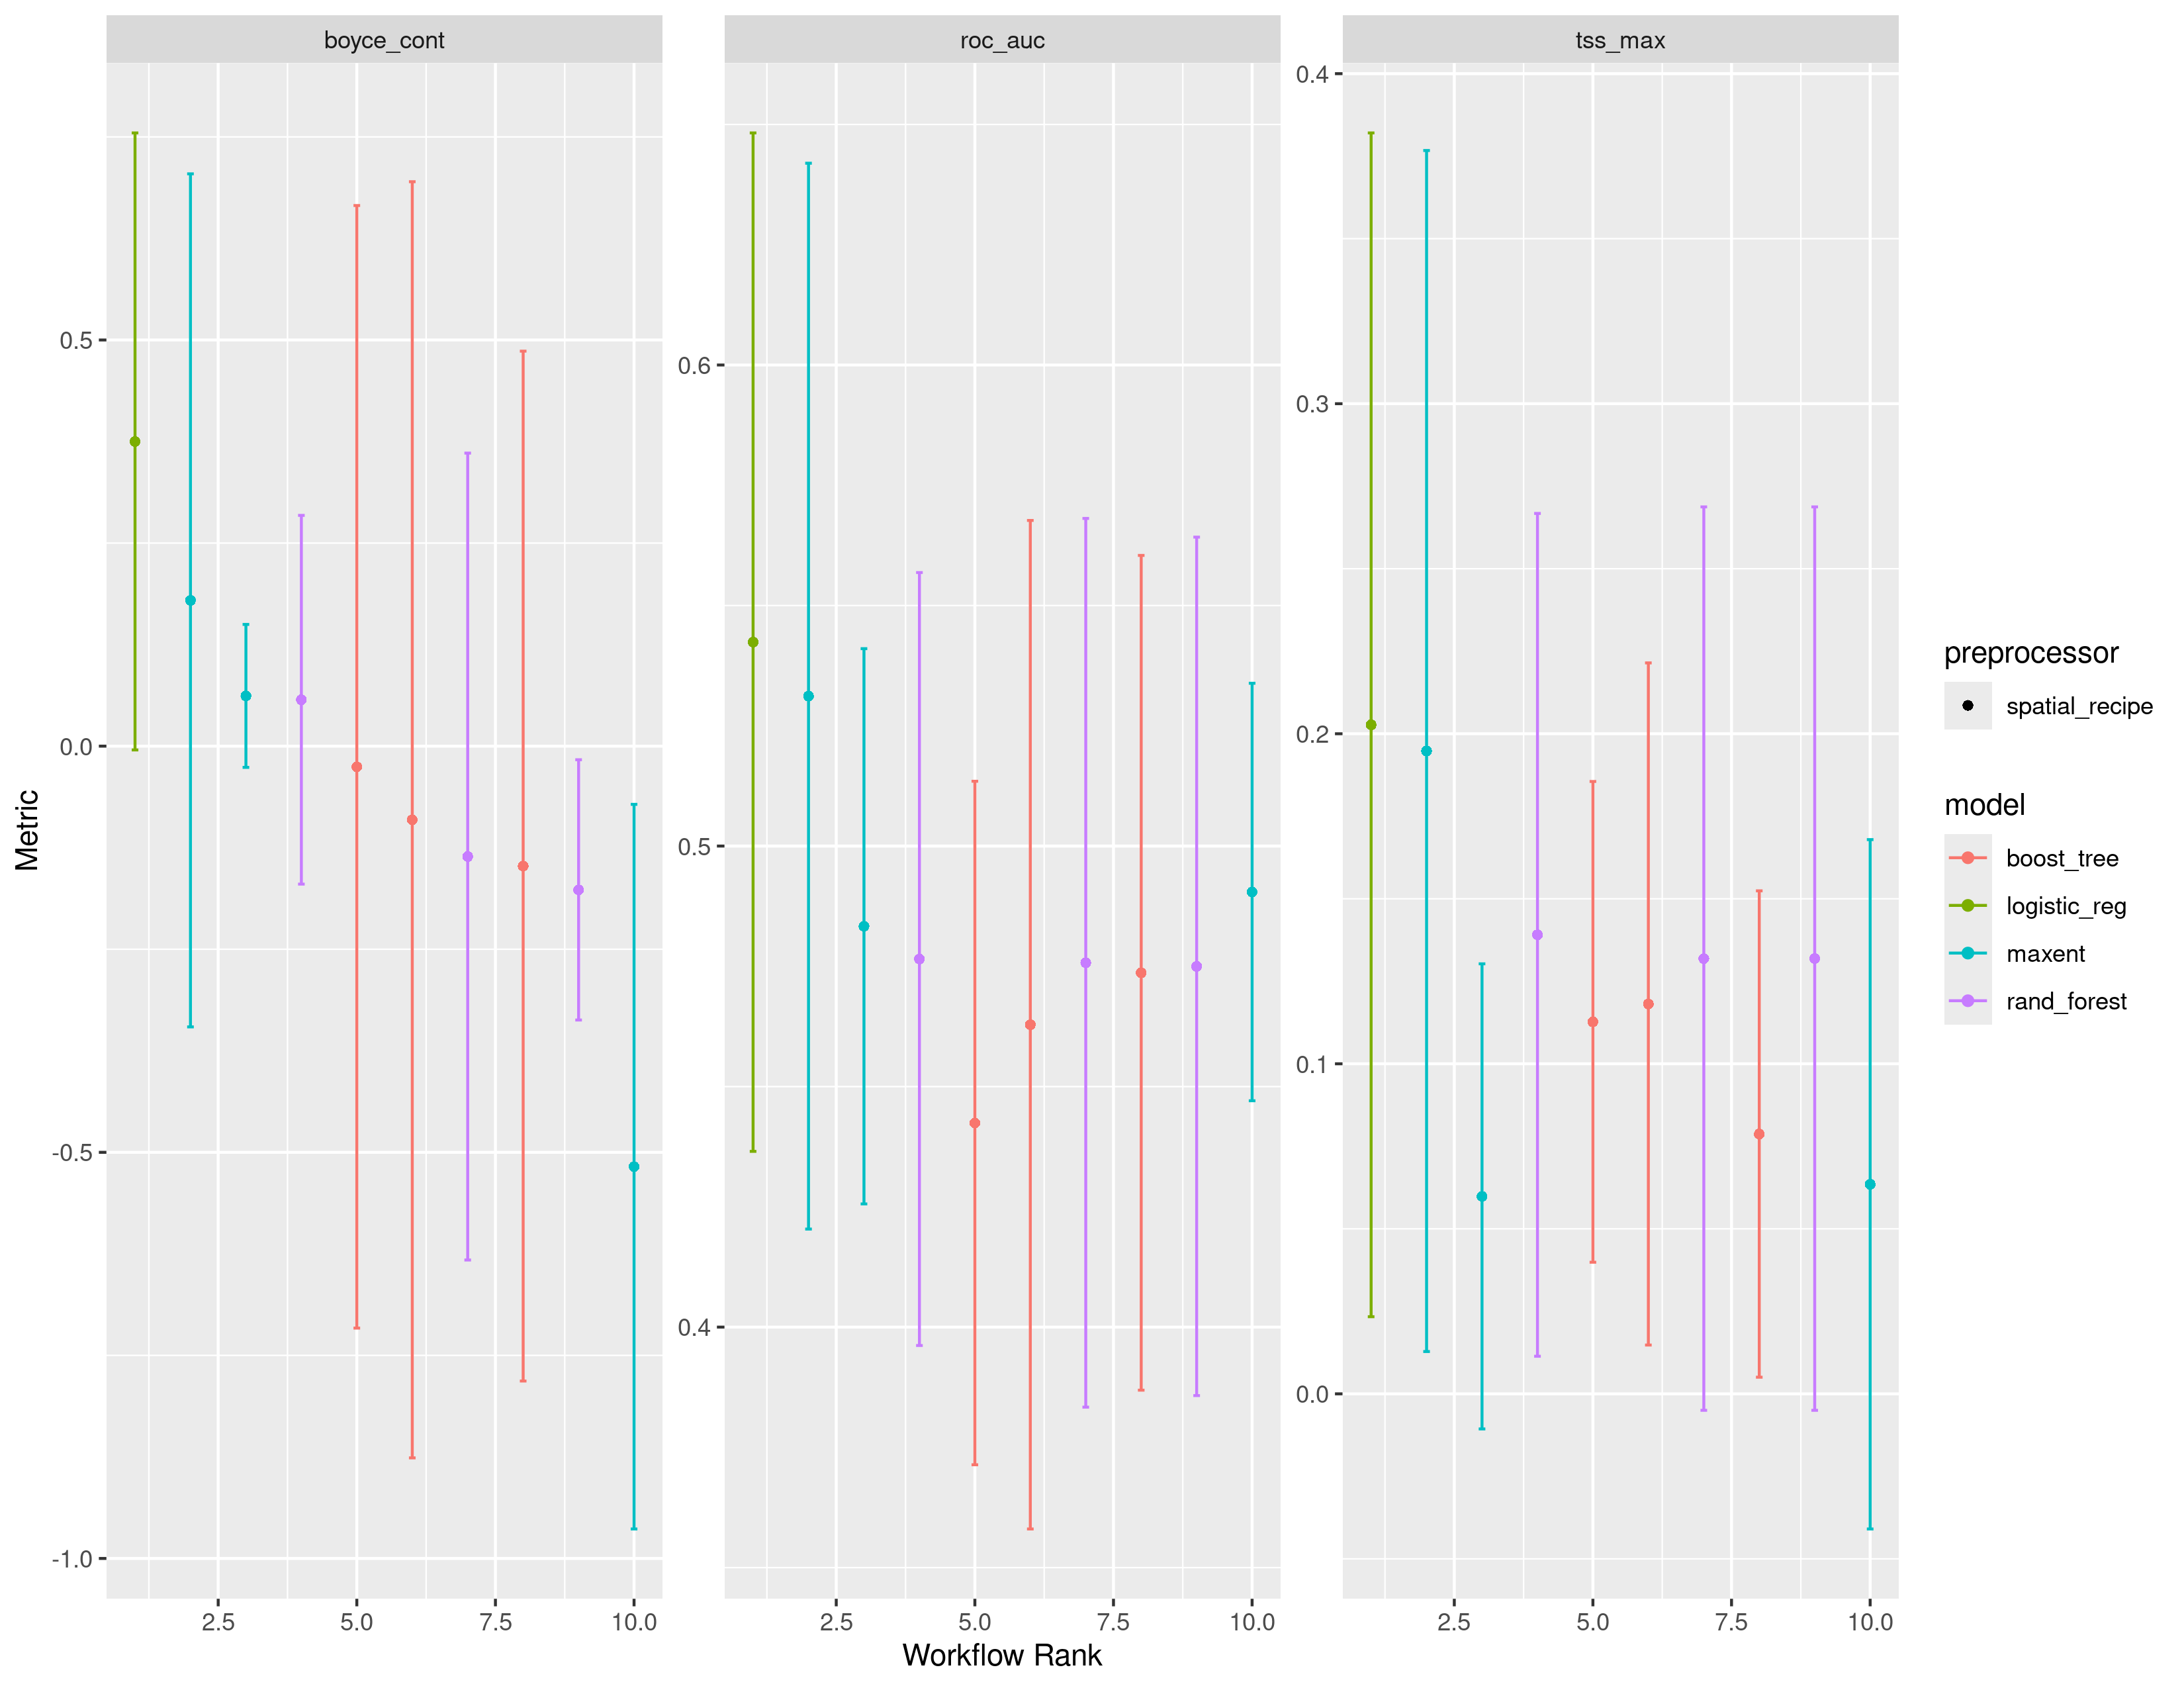 boyce_cont
roc_auc
tss_max
Metric
0.5
0.0
-0.5
-1.0
0.6
0.5
0.4
0.4
0.3
0.2
0.1
0.0
2.5 5.0 7.5 10.0
2.5 5.0 7.5 10.0
2.5 5.0 7.5 10.0
Workflow Rank
preprocessor
spatial_recipe
model
boost_tree
logistic_reg
maxent
rand_forest